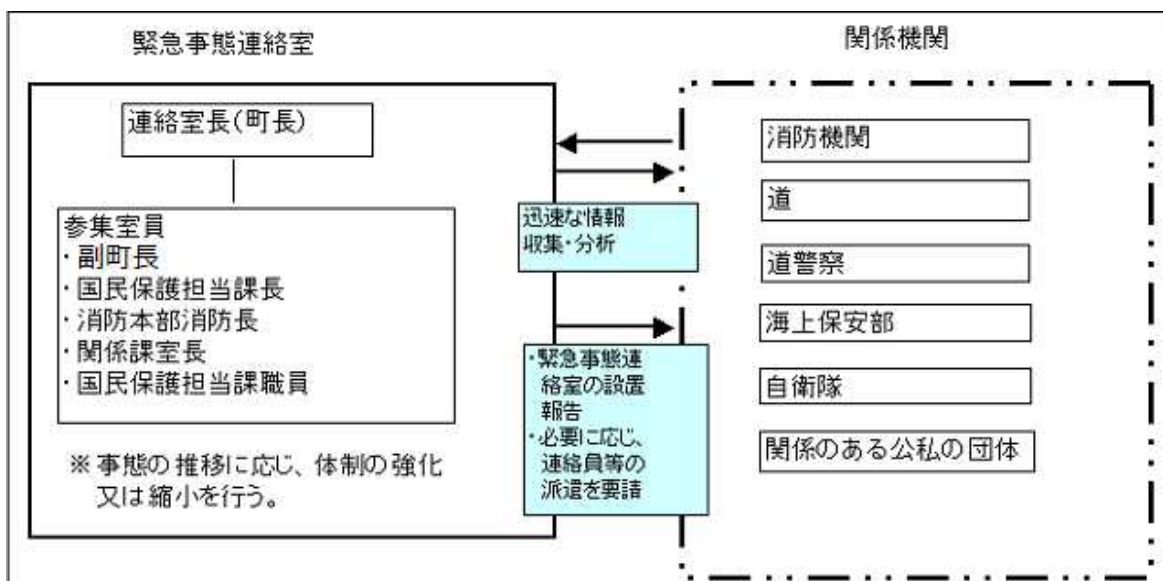 緊急事態連絡室
連絡室長(町長)
参集室員
・副町長
・国民保護担当課長
・消防本部消防長
・関係課室長
・国民保護担当課職員
※ 事態の推移に応じ、体制の強化
又は縮小を行う。
迅速な情報
収集・分析
・緊急事態連
絡室の設置
報告
・必要に応じ、
連絡員等の
派遣を要請
関係機関
消防機関
道
道警察
海上保安部
自衛隊
関係のある公私の団体